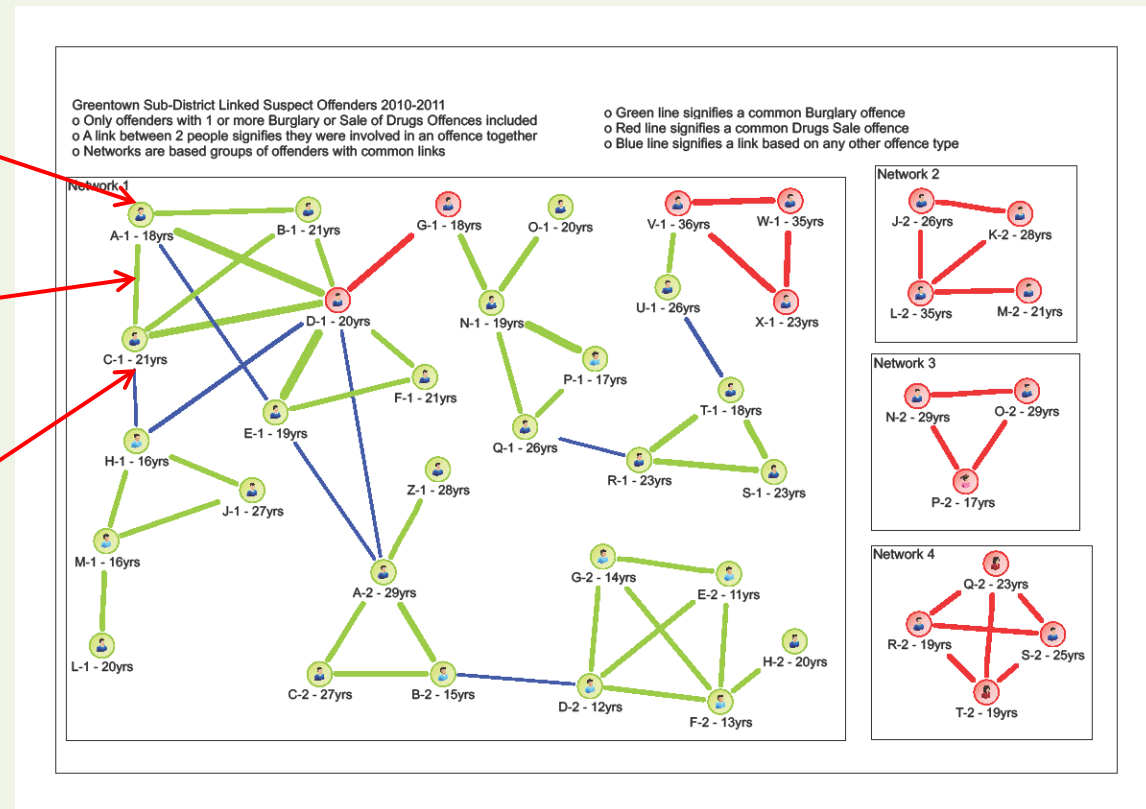 Greentown Sub-District Linked Suspect Offenders 2010-2011
o Only offenders with 1 or more Burglary or Sale of Drugs Offences included
o A link between 2 people signifies they were involved in an offence together
o Networks are based groups of offenders with common links
o Green line signifies a common Burglary offence
o Red line signifies a common Drugs Sale offence
o Blue line signifies a link based on any other offence type
Network 1
A-1 - 18yrs
B-1 - 21yrs
G-1 - 18yrs
O-1 - 20yrs
V-1 - 36yrs
W-1 - 35yrs
U-1 - 26yrs
X-1 - 23yrs
D-1 - 20yrs
N-1 - 19yrs
C-1 - 21yrs
P-1 - 17yrs
F-1 - 21yrs
T-1 - 18yrs
E-1 - 19yrs
Q-1 - 26yrs
H-1 - 16yrs
R-1 - 23yrs
S-1 - 23yrs
Z-1 - 28yrs
J-1 - 27yrs
M-1 - 16yrs
G-2 - 14yrs
A-2 - 29yrs
E-2 - 11yrs
L-1 - 20yrs
H-2 - 20yrs
C-2 - 27yrs
B-2 - 15yrs
D-2 - 12yrs
F-2 - 13yrs
Network 2
J-2 - 26yrs
K-2 - 28yrs
L-2 - 35yrs
M-2 - 21yrs
Network 3
N-2 - 29yrs
O-2 - 29yrs
P-2 - 17yrs
Network 4
Q-2 - 23yrs
R-2 - 19yrs
S-2 - 25yrs
T-2 - 19yrs